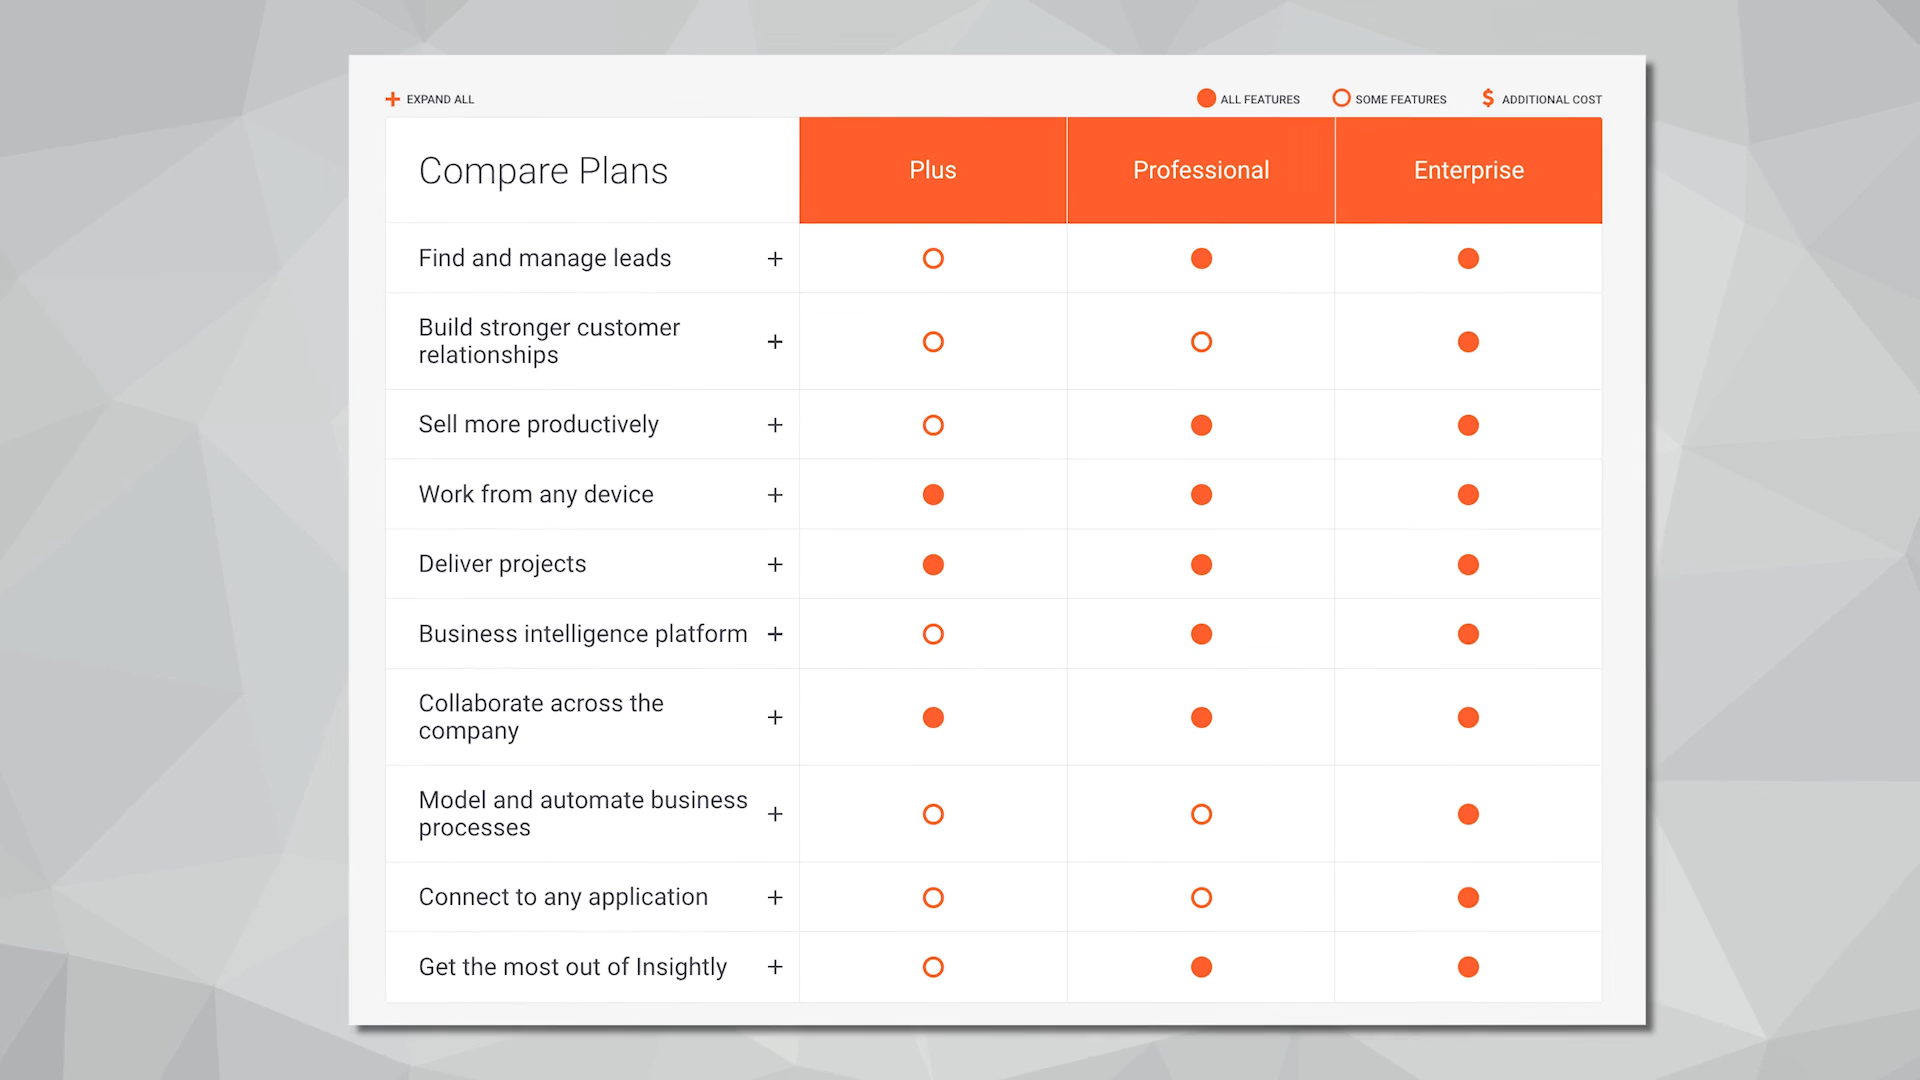 EXPAND ALL
ALL FEATURES
SOME FEATURES
$ ADDITIONAL COST
Compare Plans
Plus
Professional
Enterprise
Find and manage leads
Build stronger customer
relationships
Sell more productively
Work from any device
Deliver projects
Business intelligence platform
Collaborate across the
company
Model and automate business
processes
Connect to any application
Get the most out of Insightly